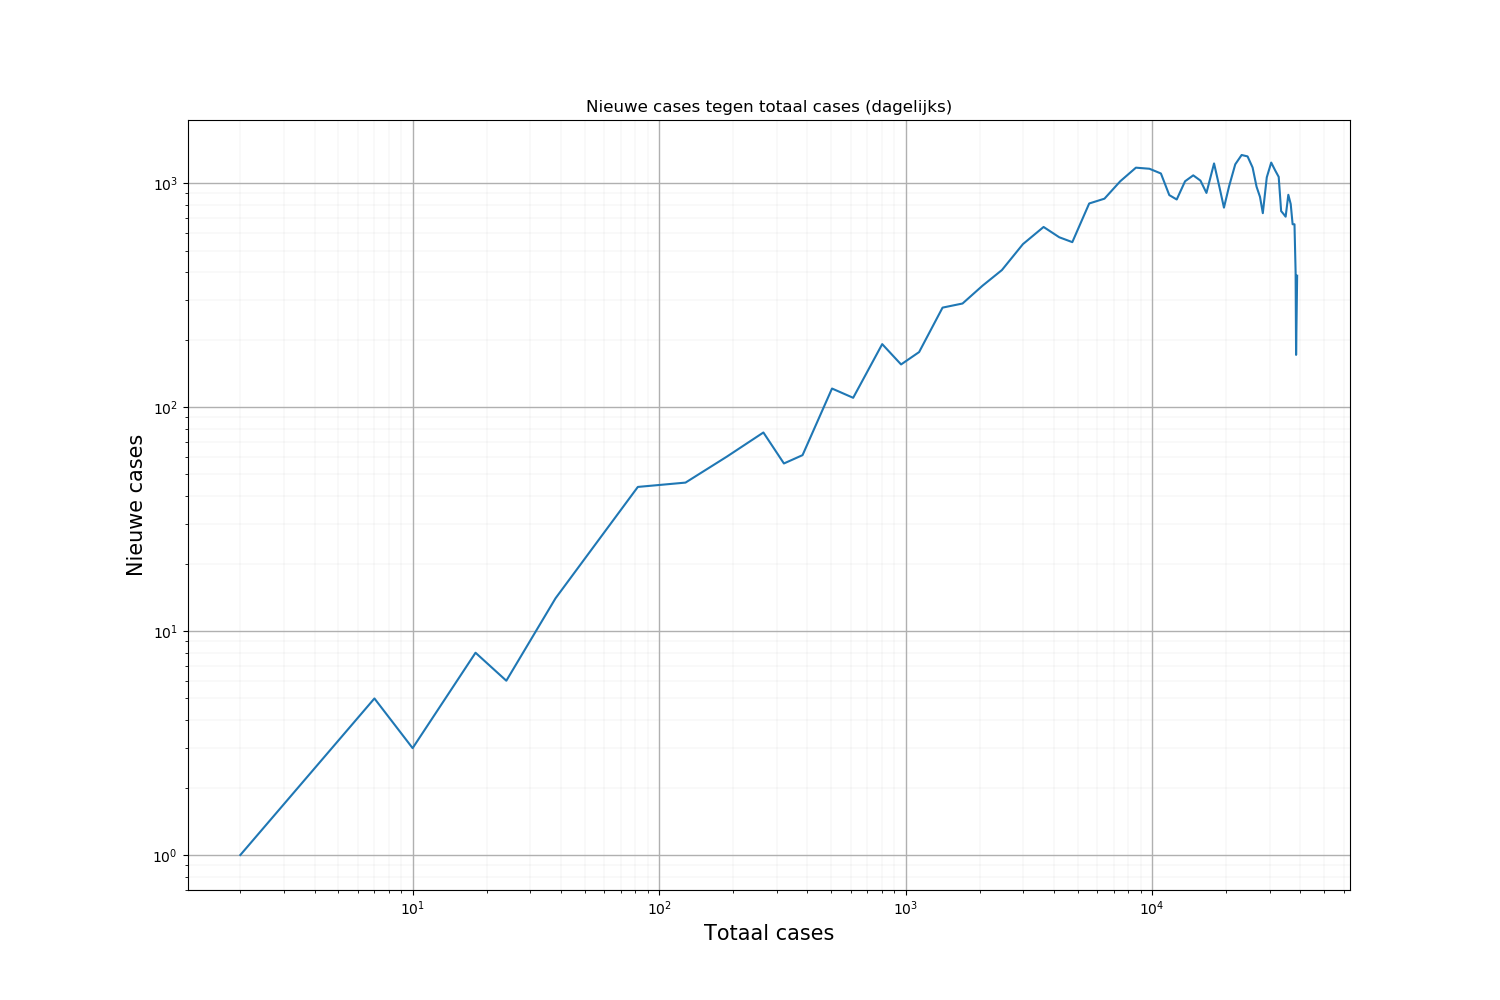 Nieuwe cases tegen totaal cases (dagelijks)
10³
10²
10¹
10⁰
Nieuwe cases
10¹ 10² 10³ 10⁴
Totaal cases